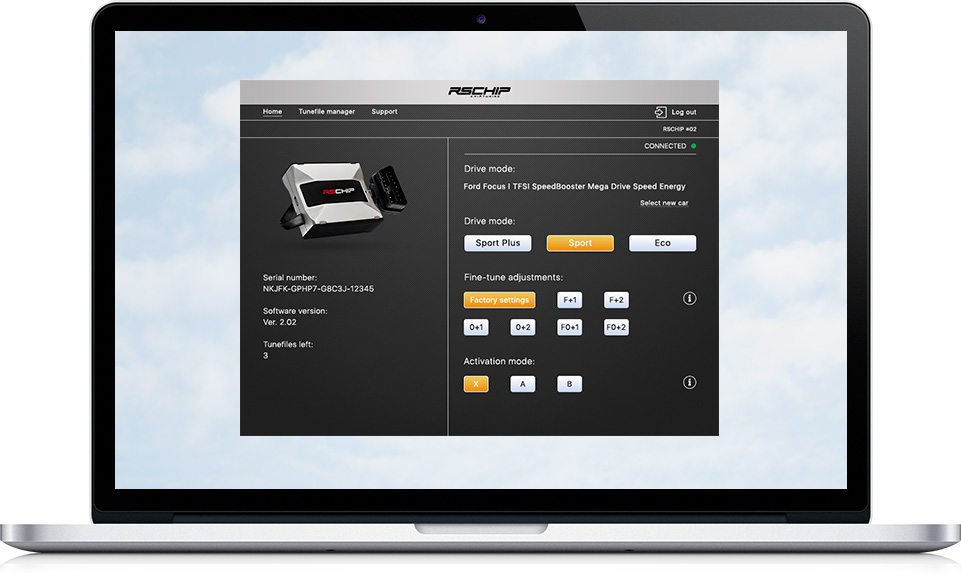 RSCHIP
CHIPTUNING
Home Tunefile manager Support Log out
RSCHIP #02
CONNECTED
RSCHIP
Serial number:
NKJFK-GPHP7-G8C3J-12345
Software version:
Ver. 2.02
Tunefiles left:
3
Drive mode:
Ford Focus I TFSI SpeedBooster Mega Drive Speed Energy
Select new car
Drive mode:
Sport Plus Sport Eco
Fine-tune adjustments:
Factory settings F+1 F+2 i
0+1 0+2 F0+1 F0+2
Activation mode:
X A B i